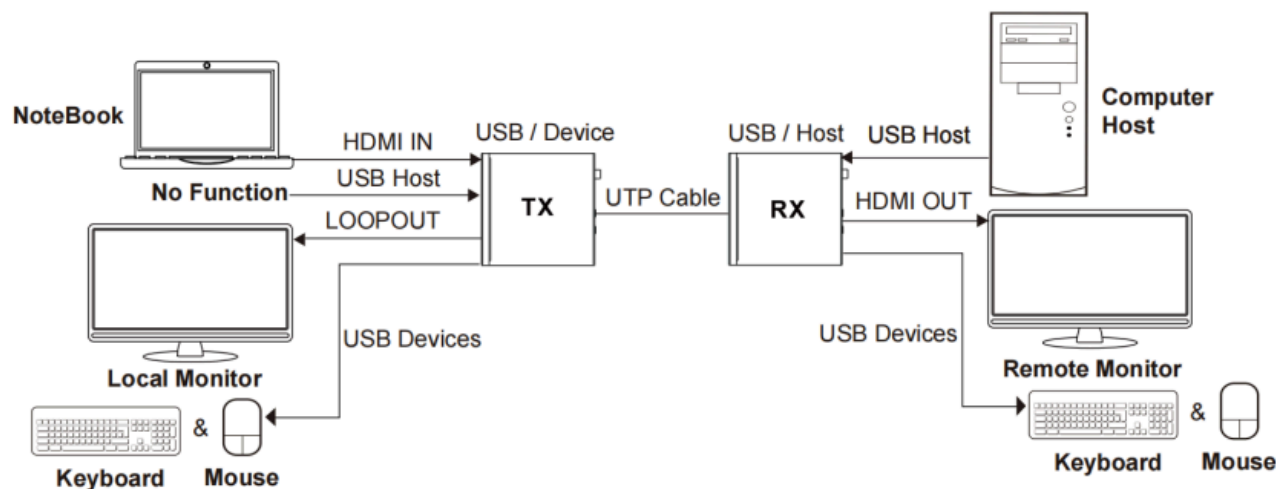 NoteBook
HDMI IN
No Function
USB Host
LOOPOUT
USB / Device
TX
UTP Cable
USB / Host
RX
USB Host
Computer
Host
HDMI OUT
USB Devices
Local Monitor
&
Keyboard
Mouse
USB Devices
Remote Monitor
&
Keyboard
Mouse